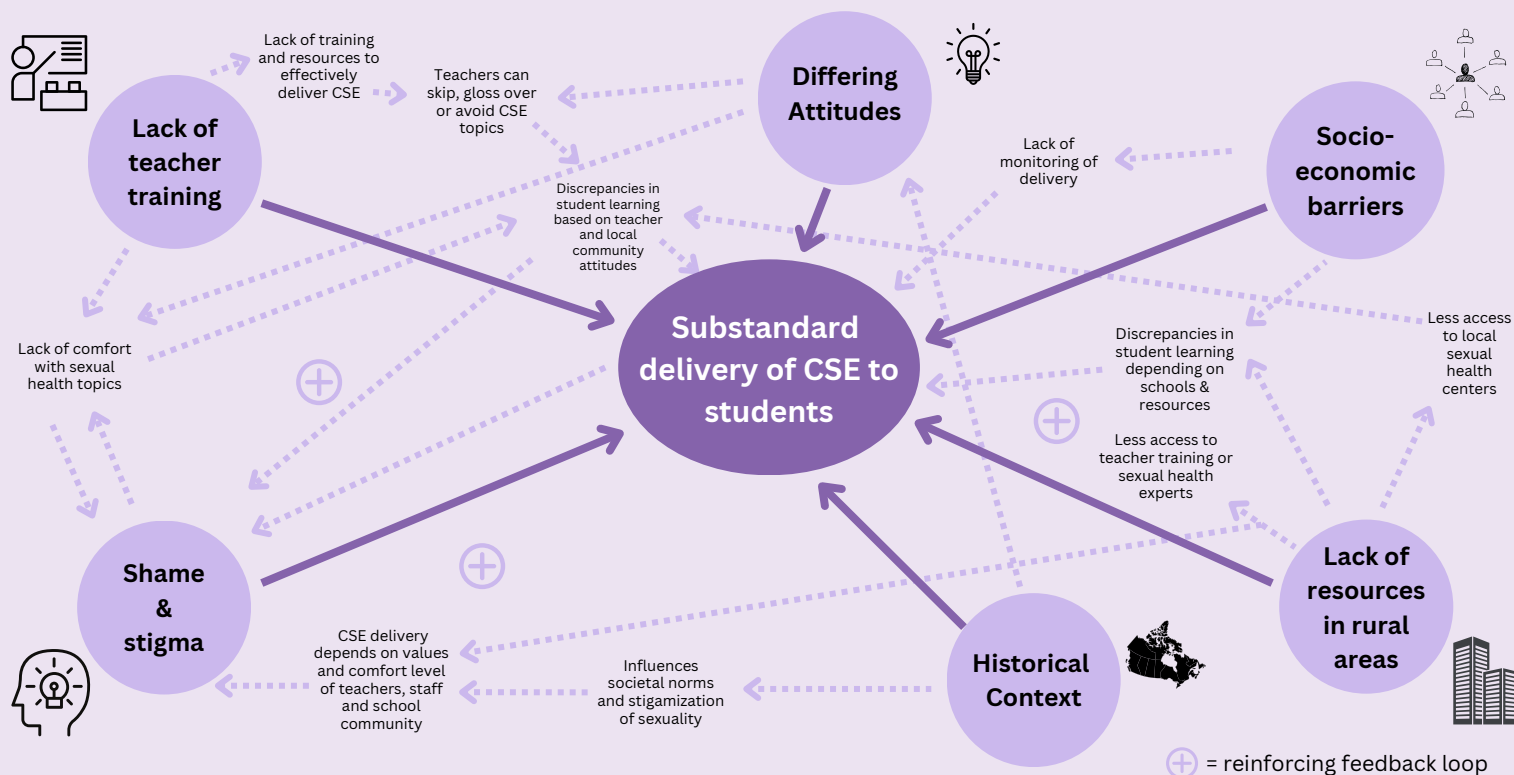 Lack of training
and resources to
effectively
deliver CSE
Teachers can
skip, gloss over
or avoid CSE
topics
Differing
Attitudes
Lack of
teacher
training
Lack of
monitoring of
delivery
Socio-
economic
barriers
Discrepancies in
student learning
based on teacher
and local
community
attitudes
Substandard
delivery of CSE to
students
Lack of comfort
with sexual
health topics
Discrepancies in
student learning
depending on
schools &
resources
Less access
to local
sexual
health
centers
Less access to
teacher training or
sexual health
experts
Shame
&
stigma
CSE delivery
depends on values
and comfort level
of teachers, staff
and school
community
Influences
societal norms
and stigamization
of sexuality
Historical
Context
Lack of
resources
in rural
areas
= reinforcing feedback loop